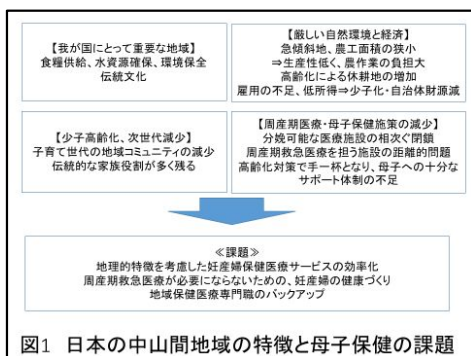 【我が国にとって重要な地域】
食糧供給、水資源確保、環境保全
伝統文化
【厳しい自然環境と経済】
急傾斜地、農工面積の狭小
⇒生産性低く、農作業の負担大
高齢化による休耕地の増加
雇用の不足、低所得⇒少子化・自治体財源減
【少子高齢化、次世代減少】
子育て世代の地域コミュニティの減少
伝統的な家族役割が多く残る
【周産期医療・母子保健施策の減少】
分娩可能な医療施設の相次ぐ閉鎖
周産期救急医療を担う施設の距離的問題
高齢化対策で手一杯となり、母子への十分な
サポート体制の不足
≪課題≫
地理的特徴を考慮した妊産婦保健医療サービスの効率化
周産期救急医療が必要にならないための、妊産婦の健康づくり
地域保健医療専門職のバックアップ
図1 日本の中山間地域の特徴と母子保健の課題